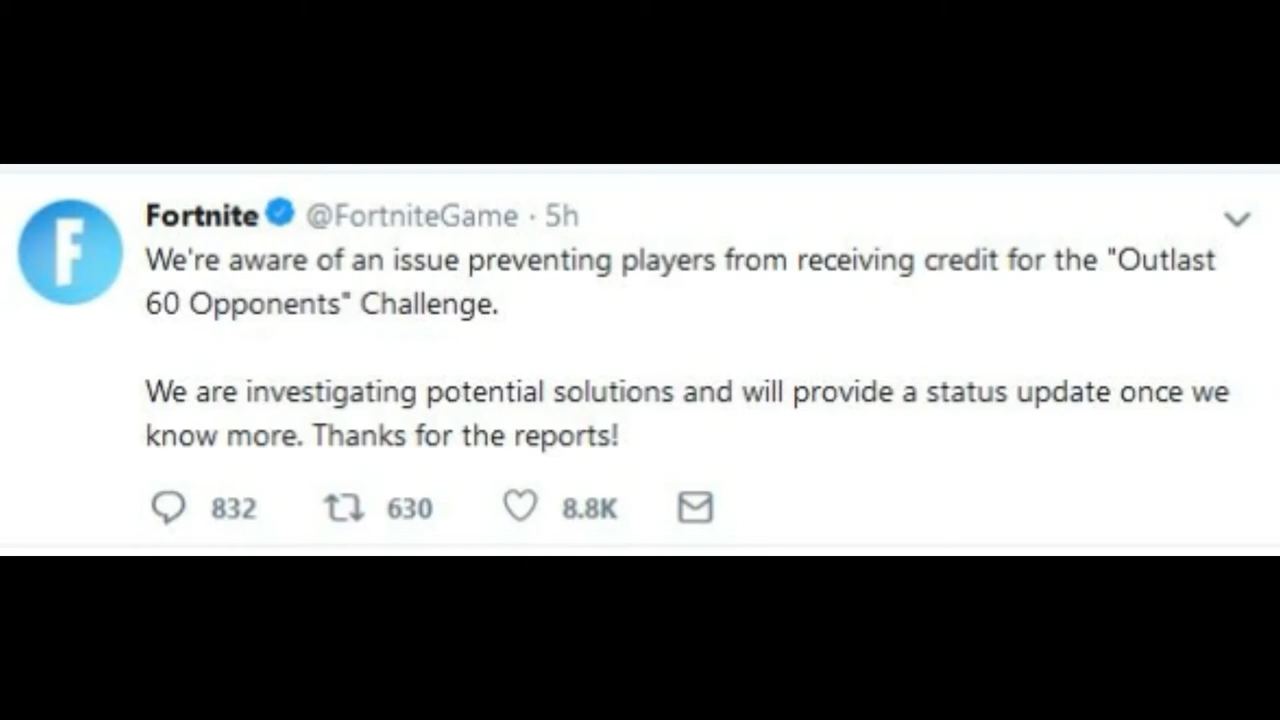 Fortnite @FortniteGame · 5h
We're aware of an issue preventing players from receiving credit for the "Outlast
60 Opponents" Challenge.
We are investigating potential solutions and will provide a status update once we
know more. Thanks for the reports!
832 630 8.8K